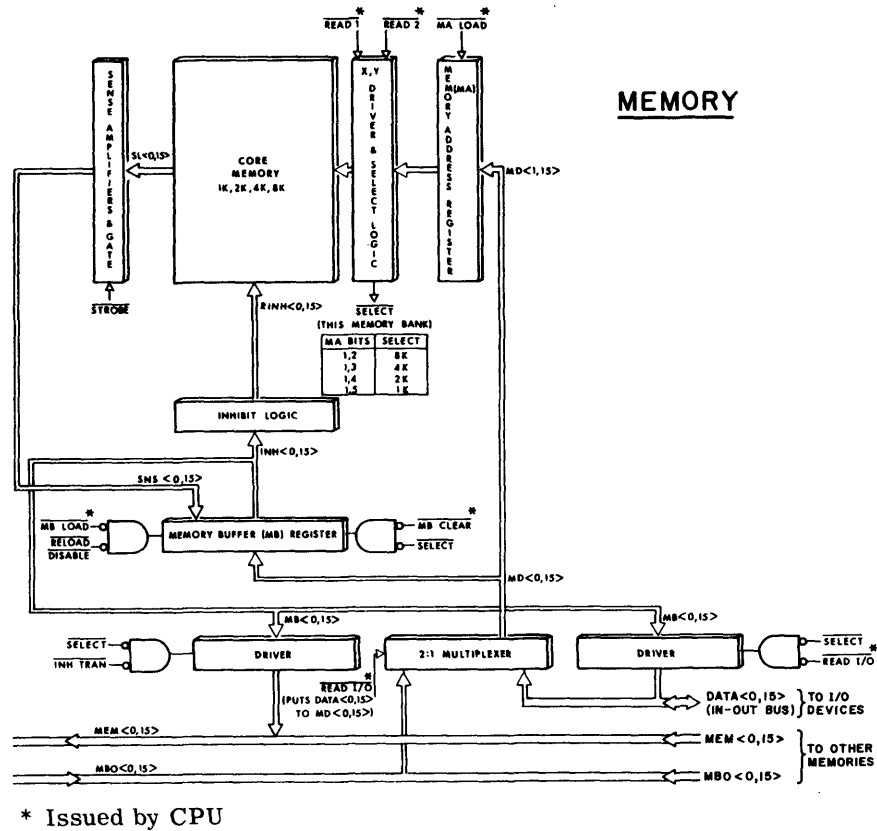 READ 1 * READ 2 * MA LOAD *
MEMORY
SENSE AMPLIFIERS & GATE
SL<0,15>
CORE
MEMORY
1K,2K,4K,8K
X,Y DRIVER & SELECT LOGIC
MEMORY ADDRESS REGISTER
(MA)
MD<1,15>
STROBE
RINH<0,15>
SELECT
(THIS MEMORY BANK)
MA BITS SELECT
1,2 8K
1,3 4K
1,4 2K
1,5 1K
INHIBIT LOGIC
INH<0,15>
SNS <0,15>
MB LOAD *
RELOAD
DISABLE
MEMORY BUFFER (MB) REGISTER
MB CLEAR *
SELECT
MD<0,15>
MB<0,15>
MB<0,15>
SELECT
INH TRAN
DRIVER
2:1 MULTIPLEXER
DRIVER
SELECT
READ I/O *
READ I/O *
(PUTS DATA<0,15>
TO MD<0,15>)
DATA<0,15>
(IN-OUT BUS)
TO I/O
DEVICES
MEM<0,15>
MEM<0,15>
MBO<0,15>
MBO<0,15>
TO OTHER
MEMORIES
* Issued by CPU